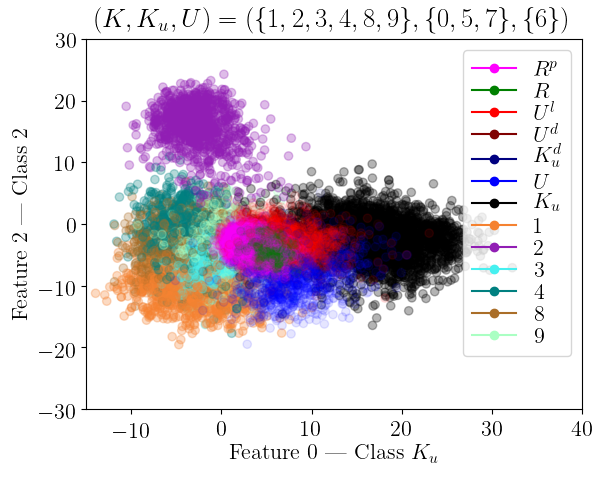 (K, K_u, U) = ({1, 2, 3, 4, 8, 9}, {0, 5, 7}, {6})
30
20
10
0
−10
−20
−30
Feature 2 — Class 2
R^p
R
U^l
U^d
K_u^d
U
K_u
1
2
3
4
8
9
−10 0 10 20 30 40
Feature 0 — Class K_u